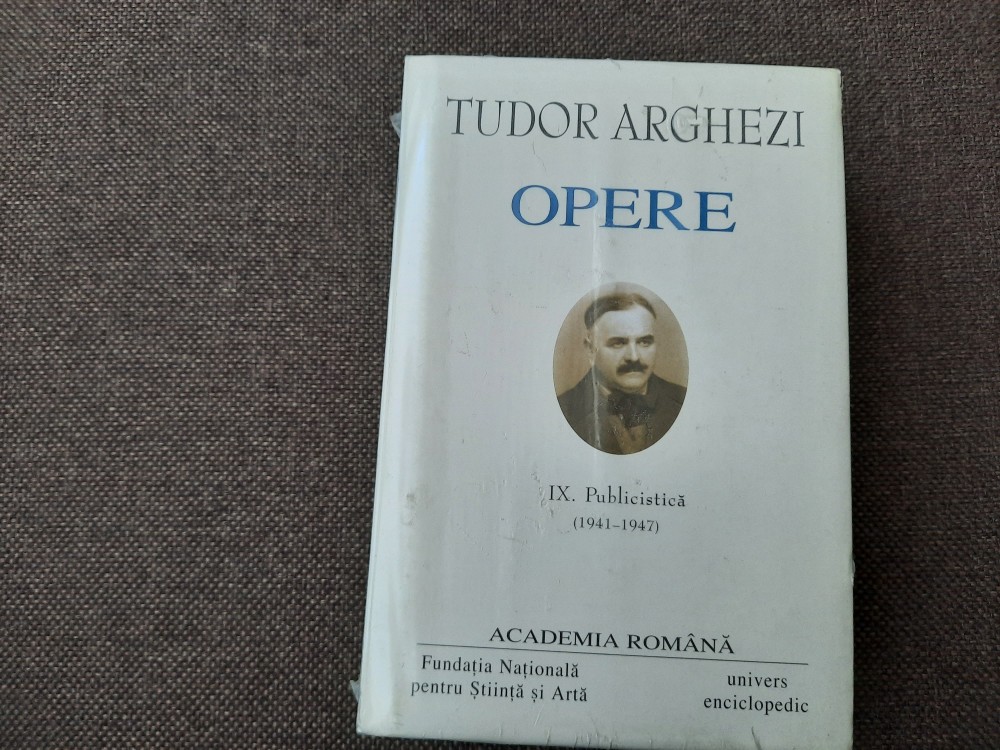 TUDOR ARGHEZI
OPERE
IX. Publicistică
(1941–1947)
ACADEMIA ROMÂNĂ
Fundația Națională
pentru Știință și Artă
univers
enciclopedic